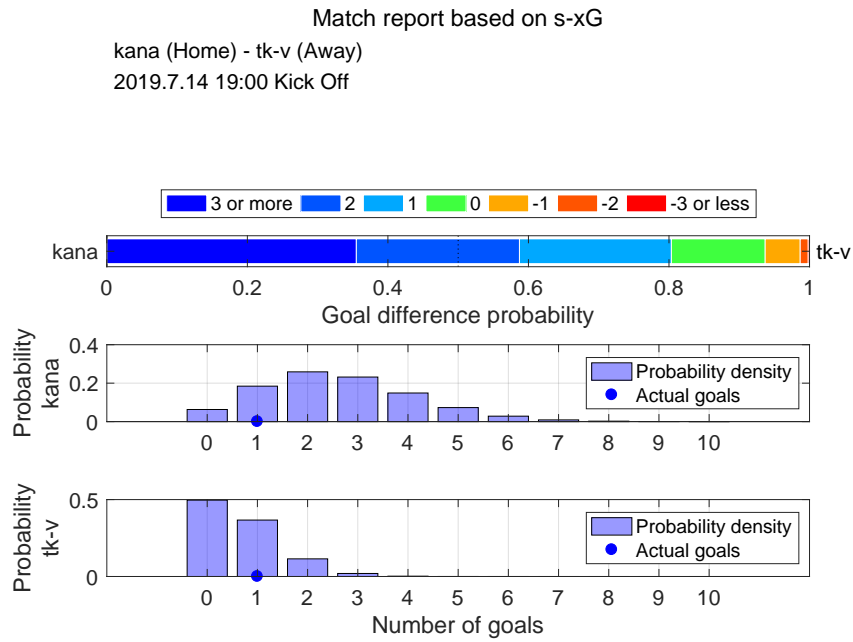 Match report based on s-xG
kana (Home) - tk-v (Away)
2019.7.14 19:00 Kick Off
3 or more 2 1 0 -1 -2 -3 or less
kana tk-v
0 0.2 0.4 0.6 0.8 1
Goal difference probability
Probability
kana
0.4
0.2
0
Probability density
Actual goals
0 1 2 3 4 5 6 7 8 9 10
Probability
tk-v
0.5
0
Probability density
Actual goals
0 1 2 3 4 5 6 7 8 9 10
Number of goals